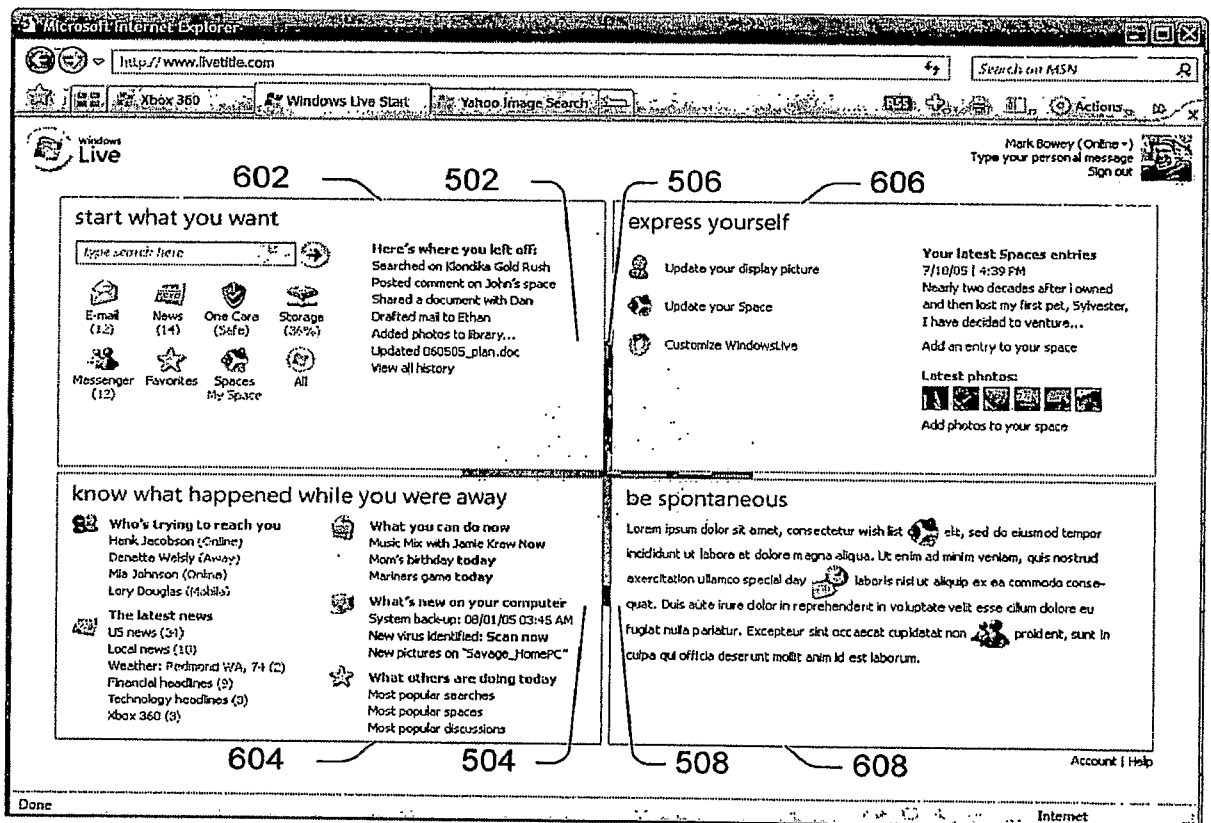 Microsoft Internet Explorer
http://www.livetitle.com
Search on MSN
Xbox 360
Windows Live Start
Yahoo Image Search
RSS
Actions
Windows
Live
Mark Bowey (Online)
Type your personal message
Sign out
602
502
506
606
start what you want
type search here
E-mail
(12)
News
(14)
One Care
(Safe)
Storage
(36%)
Messenger
(12)
Favorites
Spaces
My Space
All
Here's where you left off:
Searched on Klondike Gold Rush
Posted comment on John's space
Shared a document with Dan
Drafted mail to Ethan
Added photos to library...
Updated 060505_plan.doc
View all history
express yourself
Update your display picture
Update your Space
Customize WindowsLive
Your latest Spaces entries
7/10/05 | 4:39 PM
Nearly two decades after i owned
and then lost my first pet, Sylvester,
I have decided to venture...
Add an entry to your space
Latest photos:
Add photos to your space
know what happened while you were away
Who's trying to reach you
Hank Jacobson (Online)
Danette Welsly (Away)
Mia Johnson (Online)
Lory Douglas (Mobile)
The latest news
US news (34)
Local news (10)
Weather: Redmond WA, 74 (2)
Financial headlines (9)
Technology headlines (3)
Xbox 360 (3)
What you can do now
Music Mix with Jamie Krow Now
Mom's birthday today
Mariners game today
What's new on your computer
System back-up: 08/01/05 03:45 AM
New virus identified: Scan now
New pictures on "Savage_HomePC"
What others are doing today
Most popular searches
Most popular spaces
Most popular discussions
be spontaneous
Lorem ipsum dolor sit amet, consectetur wish list elit, sed do eiusmod tempor
incididunt ut labore et dolore magna aliqua. Ut enim ad minim veniam, quis nostrud
exercitation ullamco special day laboris nisi ut aliquip ex ea commodo conse-
quat. Duis aute irure dolor in reprehenderit in voluptate velit esse cillum dolore eu
fugiat nulla pariatur. Excepteur sint occaecat cupidatat non proident, sunt in
culpa qui officia deserunt mollit anim id est laborum.
604
504
508
608
Account | Help
Done
Internet